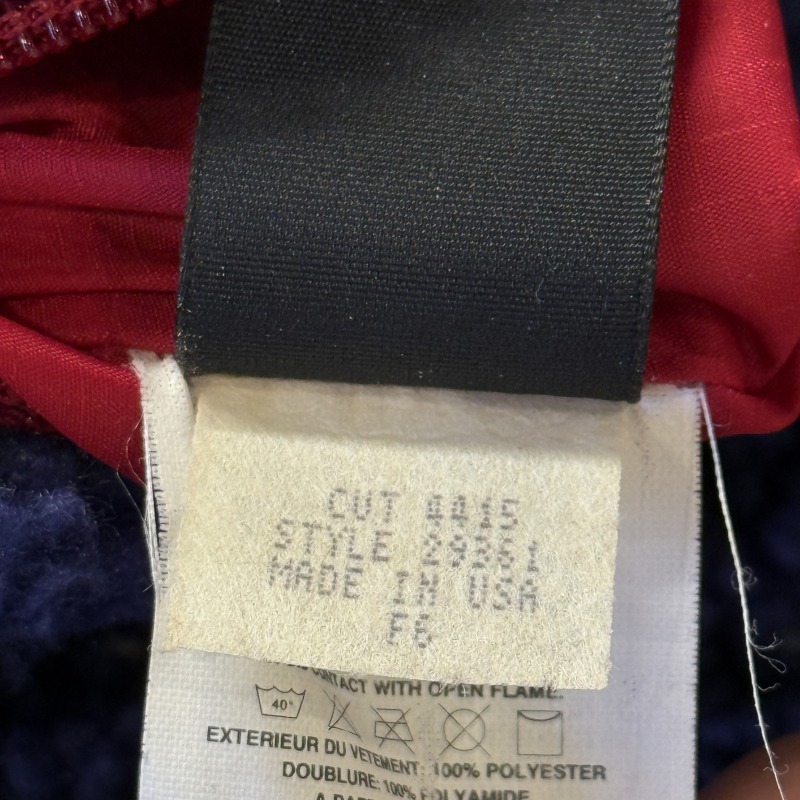 CUT 4415
STYLE 29361
MADE IN USA
F6
CONTACT WITH OPEN FLAME.
40°
EXTERIEUR DU VETEMENT: 100% POLYESTER
DOUBLURE: 100% POLYAMIDE